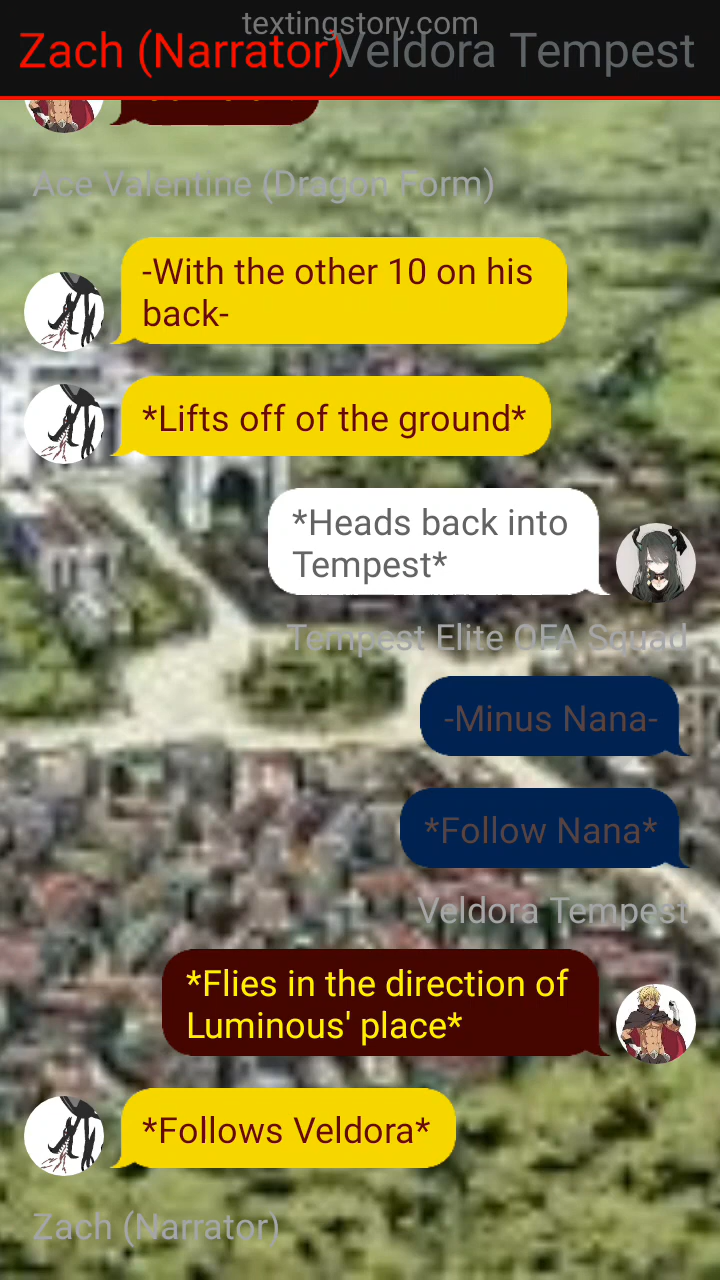 textingstory.com
Zach (Narrator)
Veldora Tempest
Ace Valentine (Dragon Form)
-With the other 10 on his
back-
*Lifts off of the ground*
*Heads back into
Tempest*
Tempest Elite OFA Squad
-Minus Nana-
*Follow Nana*
Veldora Tempest
*Flies in the direction of
Luminous' place*
*Follows Veldora*
Zach (Narrator)